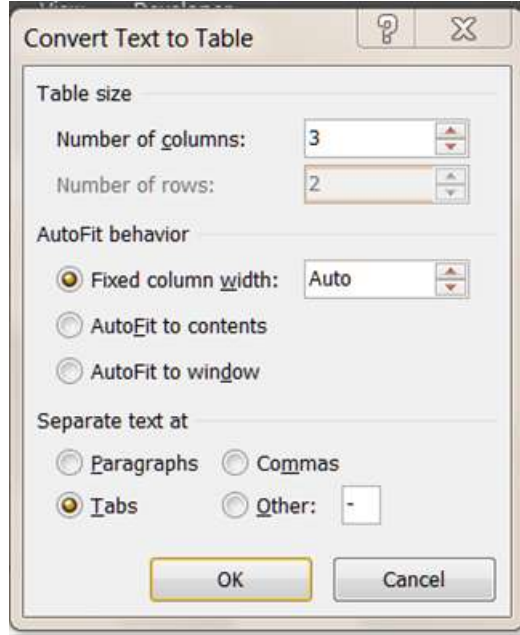 Convert Text to Table
Table size
Number of columns: 3
Number of rows: 2
AutoFit behavior
Fixed column width: Auto
AutoFit to contents
AutoFit to window
Separate text at
Paragraphs Commas
Tabs Other: -
OK Cancel